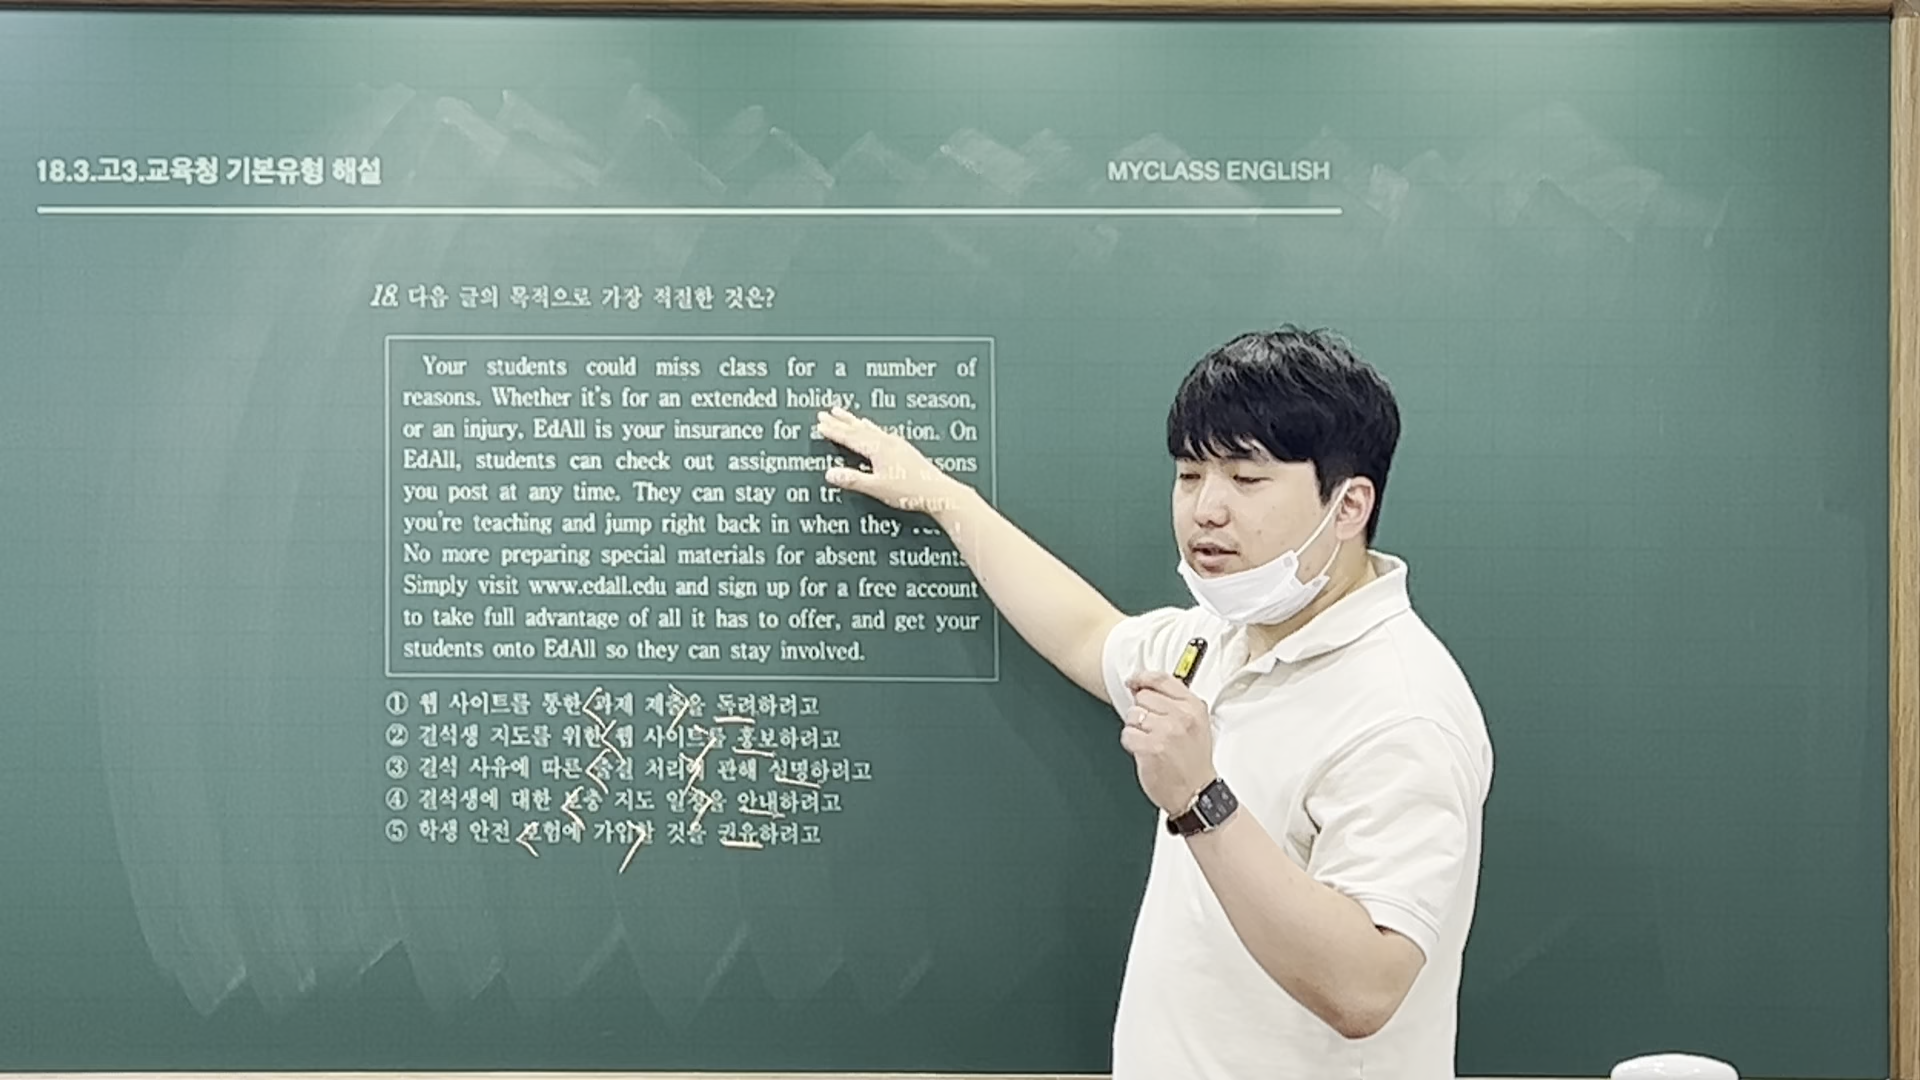 18.3.고3.교육청 기본유형 해설
MYCLASS ENGLISH
18. 다음 글의 목적으로 가장 적절한 것은?
Your students could miss class for a number of
reasons. Whether it's for an extended holiday, flu season,
or an injury, EdAll is your insurance for On
EdAll, students can check out assignments
you post at any time. They can stay on
you're teaching and jump right back in when they
No more preparing special materials for absent students.
Simply visit www.edall.edu and sign up for a free account
to take full advantage of all it has to offer, and get your
students onto EdAll so they can stay involved.
① 웹 사이트를 통한 과제 제출을 독려하려고
② 결석생 지도를 위한 웹 사이트를 홍보하려고
③ 결석 사유에 따른 출결 처리에 관해 설명하려고
④ 결석생에 대한 보충 지도 일정을 안내하려고
⑤ 학생 안전 보험에 가입할 것을 권유하려고